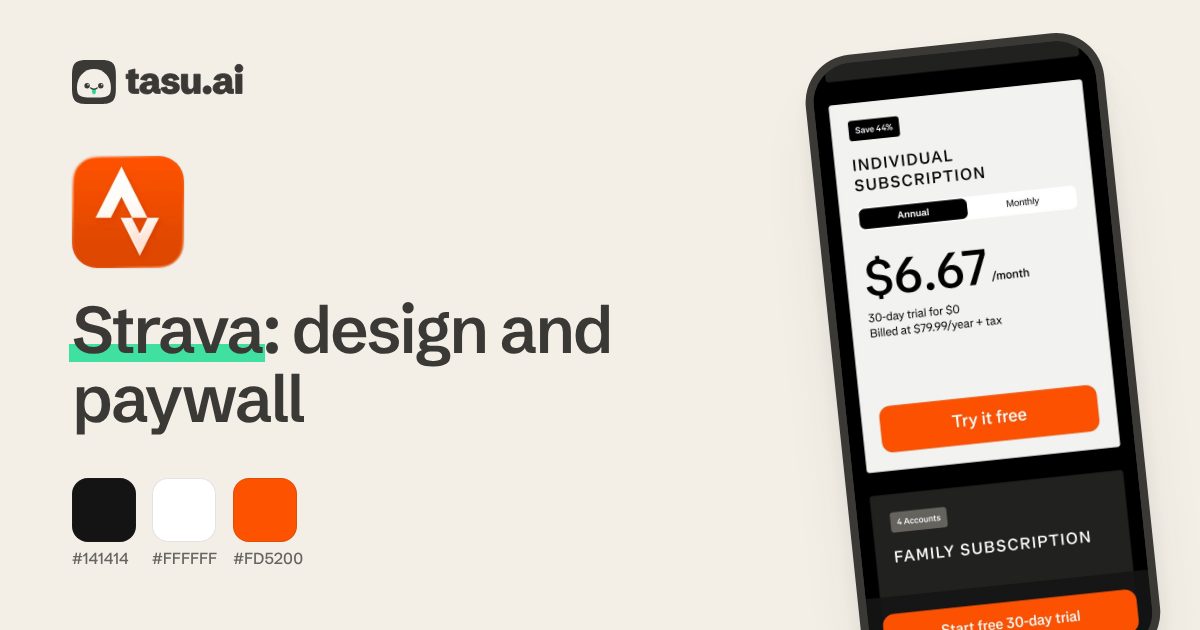 tasu.ai
Strava: design and
paywall
#141414
#FFFFFF
#FD5200
Save 44%
INDIVIDUAL
SUBSCRIPTION
Annual
Monthly
$6.67 /month
30-day trial for $0
Billed at $79.99/year + tax
Try it free
4 Accounts
FAMILY SUBSCRIPTION
Start free 30-day trial